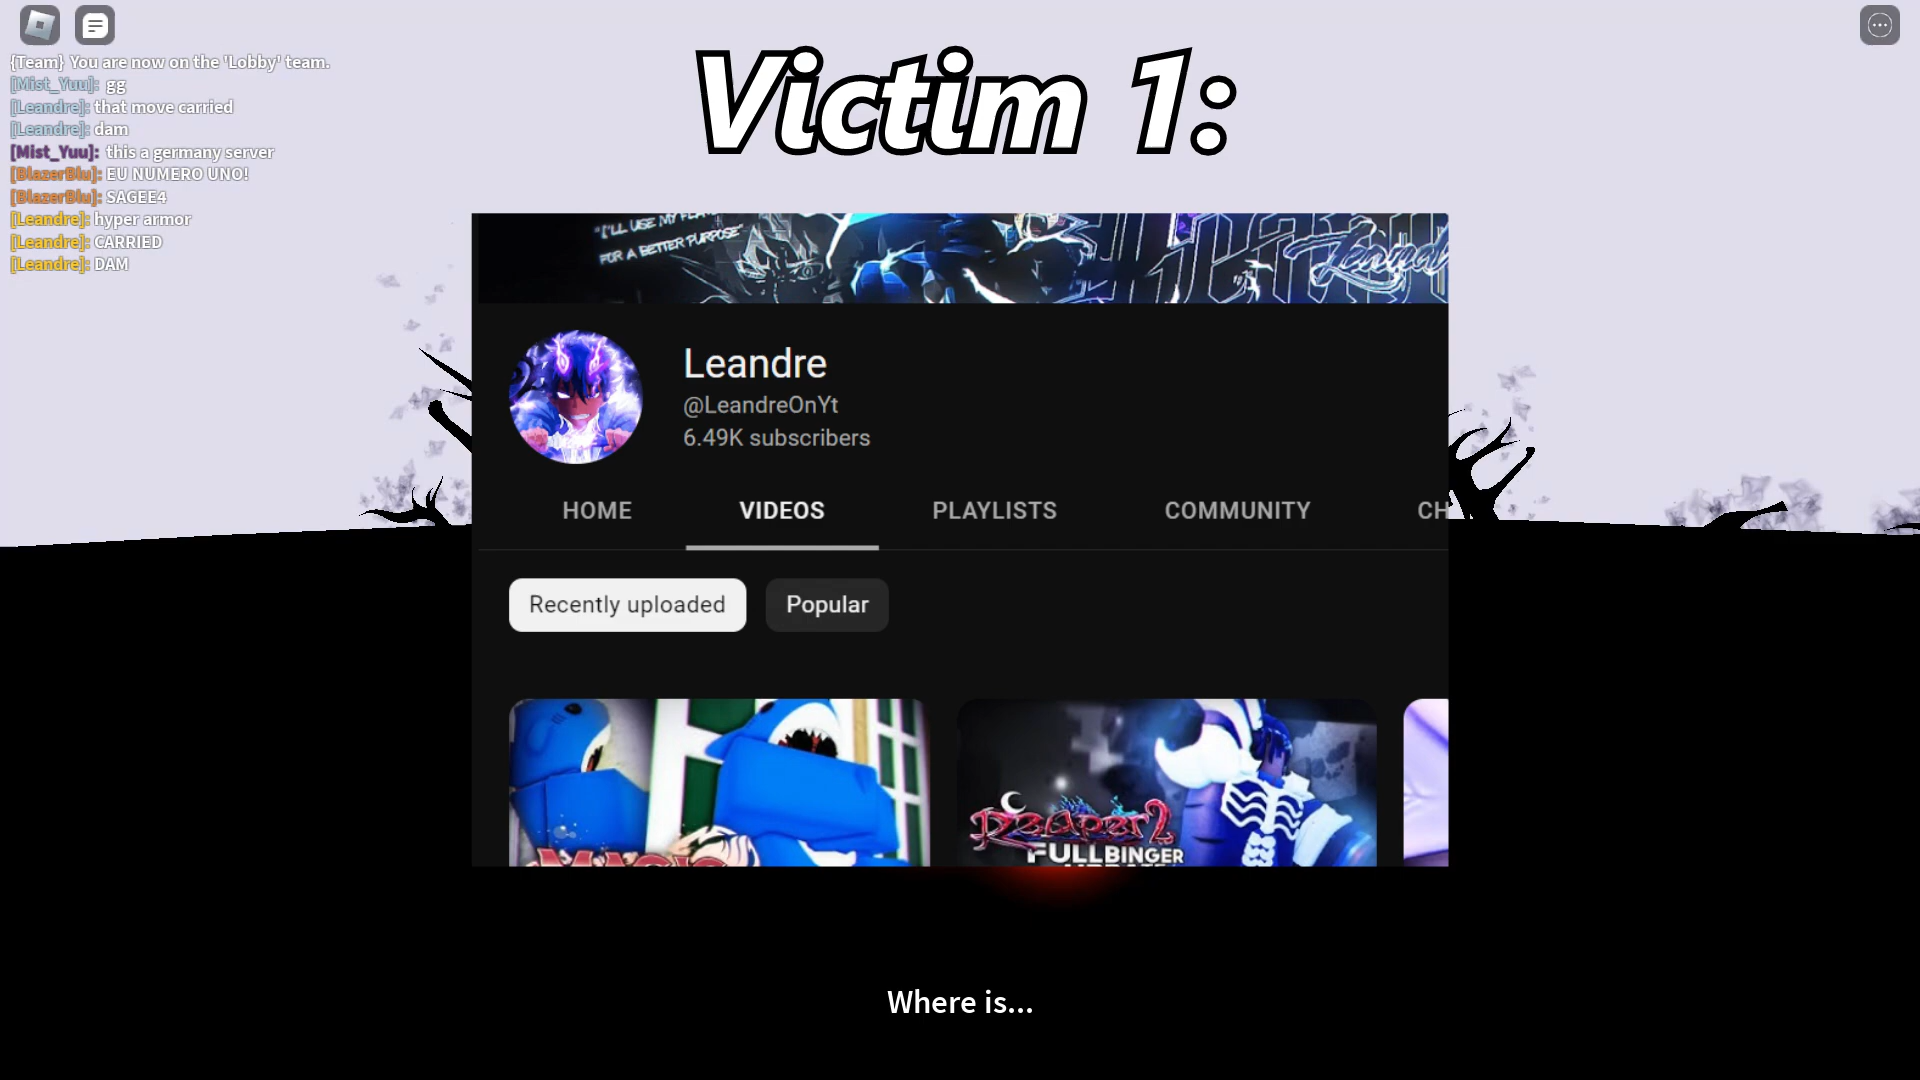 {Team} You are now on the 'Lobby' team.
[Mist_Yuu]: gg
[Leandre]: that move carried
[Leandre]: dam
[Mist_Yuu]: this a germany server
[BlazerBlu]: EU NUMERO UNO!
[BlazerBlu]: SAGEE4
[Leandre]: hyper armor
[Leandre]: CARRIED
[Leandre]: DAM
Victim 1:
"I'LL USE MY
FOR A BETTER PURPOSE"
Leandre
@LeandreOnYt
6.49K subscribers
HOME VIDEOS PLAYLISTS COMMUNITY CH
Recently uploaded Popular
MAGIC
REAPER 2
FULLBINGER
UPDATE
Where is...